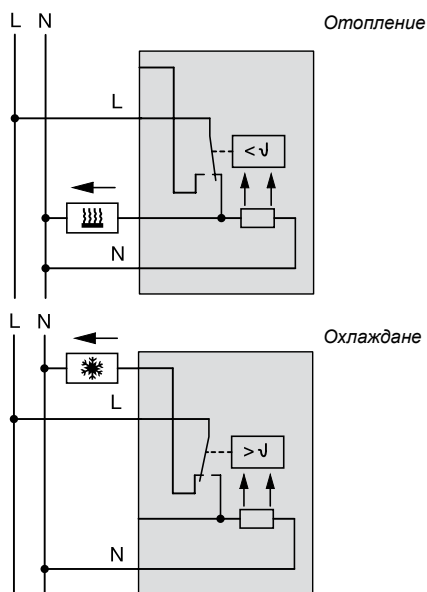 L N
Отопление
L
< ϑ
N
L N
Охлаждане
L
> ϑ
N